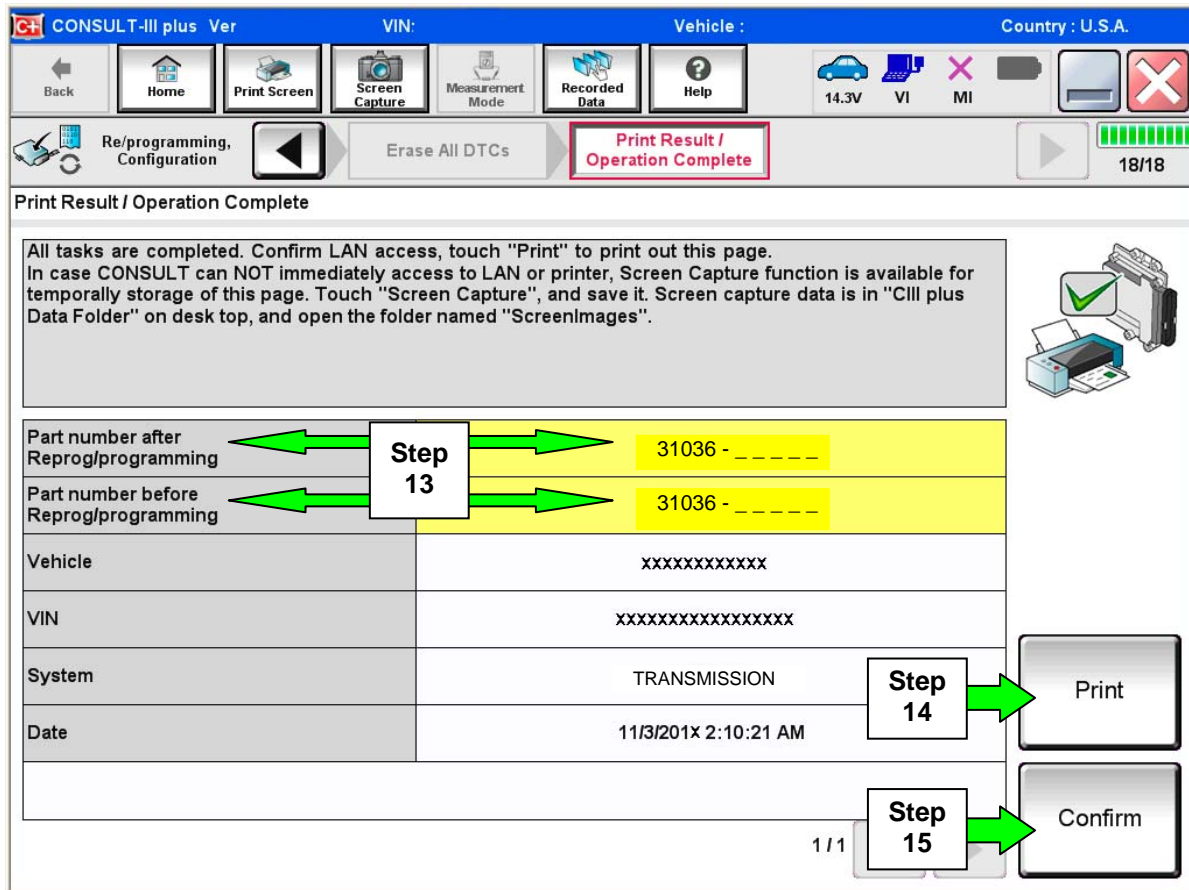 C+ CONSULT-III plus Ver VIN: Vehicle : Country : U.S.A.
Back
Home
Print Screen
Screen
Capture
Measurement
Mode
Recorded
Data
Help
14.3V VI MI
Re/programming,
Configuration
Erase All DTCs
Print Result /
Operation Complete
18/18
Print Result / Operation Complete
All tasks are completed. Confirm LAN access, touch "Print" to print out this page.
In case CONSULT can NOT immediately access to LAN or printer, Screen Capture function is available for
temporally storage of this page. Touch "Screen Capture", and save it. Screen capture data is in "CIII plus
Data Folder" on desk top, and open the folder named "ScreenImages".
Part number after
Reprog/programming
31036 - _ _ _ _ _
Step
13
Part number before
Reprog/programming
31036 - _ _ _ _ _
Vehicle
xxxxxxxxxxxx
VIN
xxxxxxxxxxxxxxxxx
System
TRANSMISSION
Step
14
Print
Date
11/3/201x 2:10:21 AM
Step
15
Confirm
1 / 1